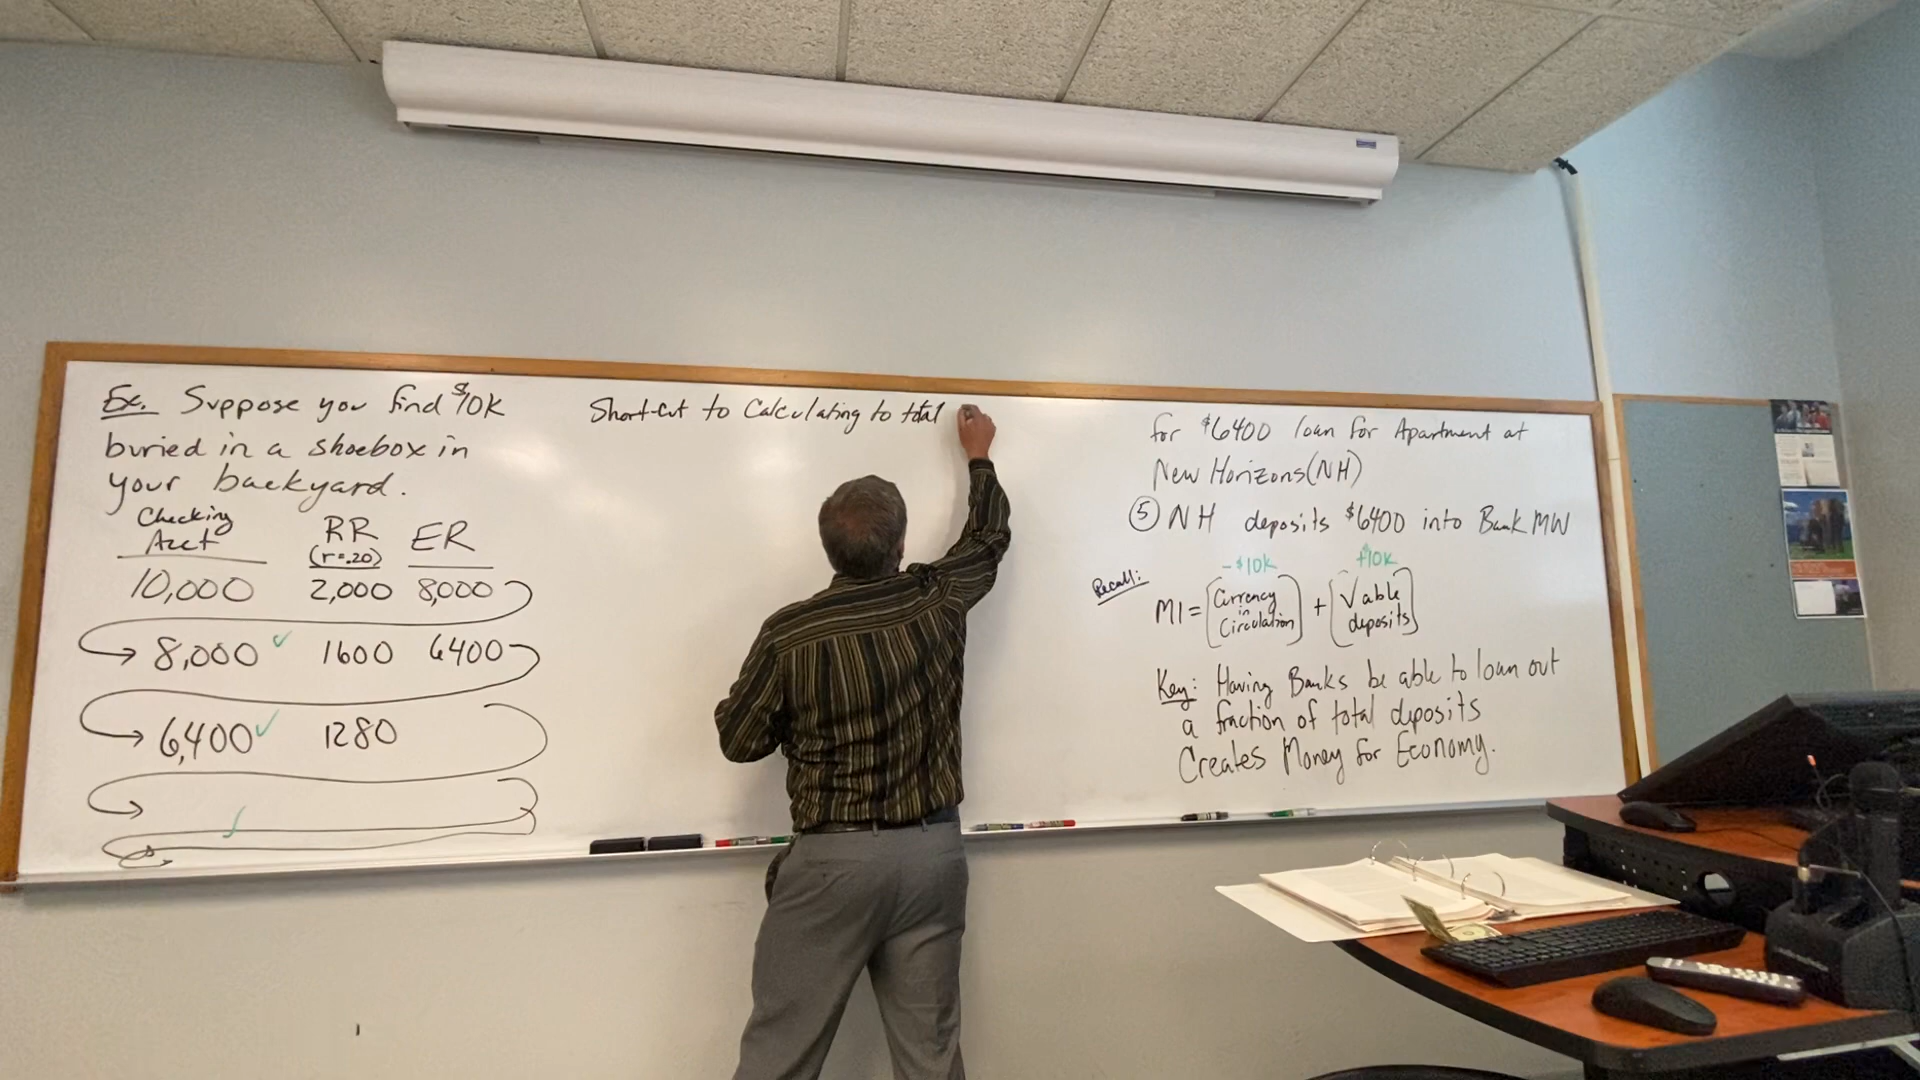 Ex. Suppose you find $10k
buried in a shoebox in
your backyard.
Checking
Acct
RR
(r=.20)
ER
10,000 2,000 8,000
8,000 ✓ 1600 6400
6,400 ✓ 1280
✓
Short-cut to Calculating to total
for $6400 loan for Apartment at
New Horizons (NH)
⑤ NH deposits $6400 into Bank MW
-$10k +$10k
Recall:
M1 = [Currency in Circulation] + [√able deposits]
Key: Having Banks be able to loan out
a fraction of total deposits
Creates Money for Economy.